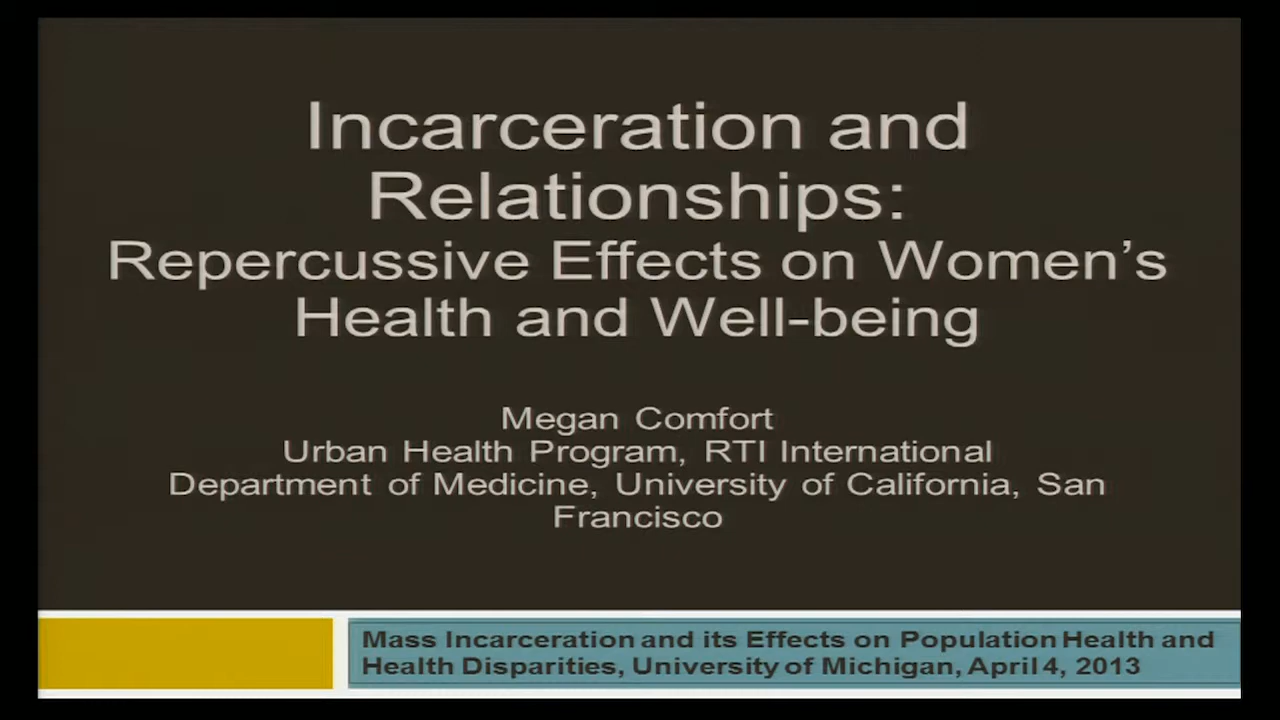 Incarceration and
Relationships:
Repercussive Effects on Women’s
Health and Well-being
Megan Comfort
Urban Health Program, RTI International
Department of Medicine, University of California, San
Francisco
Mass Incarceration and its Effects on Population Health and
Health Disparities, University of Michigan, April 4, 2013